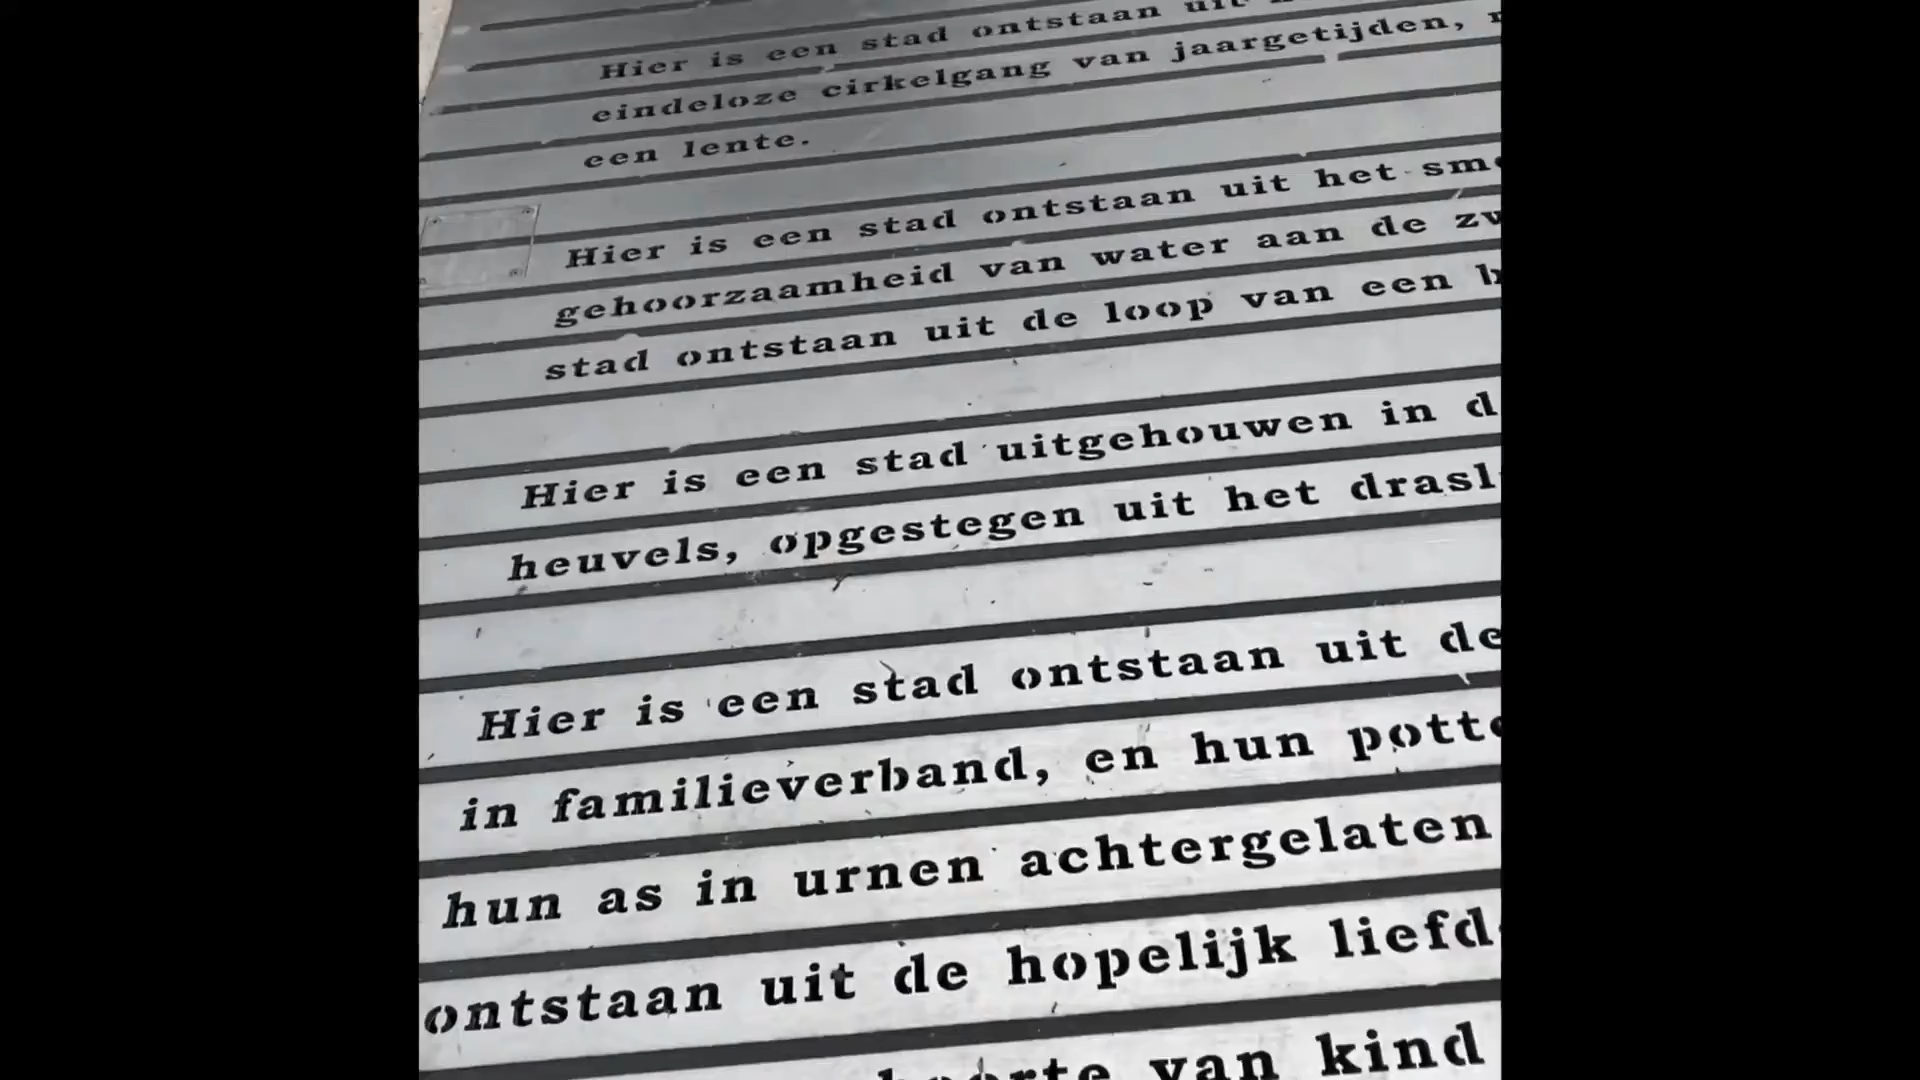 Hier is een stad ontstaan uit
eindeloze cirkelgang van jaargetijden,
een lente.
Hier is een stad ontstaan uit het
gehoorzaamheid van water aan de
stad ontstaan uit de loop van een
Hier is een stad uitgehouwen in
heuvels, opgestegen uit het
Hier is een stad ontstaan uit de
in familieverband, en hun
hun as in urnen achtergelaten
ontstaan uit de hopelijk
van kind